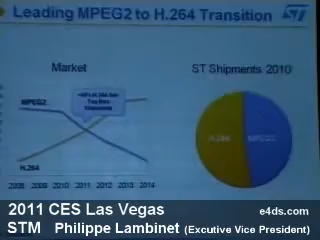 Leading MPEG2 to H.264 Transition
Market
ST Shipments 2010
MPEG2
H.264
H.264
MPEG2
2008 2009 2010 2011 2012 2013 2014
2011 CES Las Vegas
e4ds.com
STM Philippe Lambinet (Excutive Vice President)